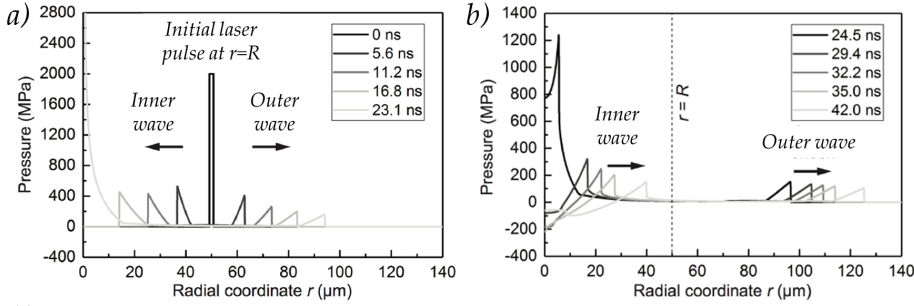 a)
Initial laser
pulse at r=R
0 ns
5.6 ns
11.2 ns
16.8 ns
23.1 ns
Inner
wave
Outer
wave
Pressure (MPa)
2800
2400
2000
1600
1200
800
400
0
-400
0 20 40 60 80 100 120 140
Radial coordinate r (μm)
b)
24.5 ns
29.4 ns
32.2 ns
35.0 ns
42.0 ns
Inner
wave
r = R
Outer wave
Pressure (MPa)
1400
1200
1000
800
600
400
200
0
-200
-400
0 20 40 60 80 100 120 140
Radial coordinate r (μm)